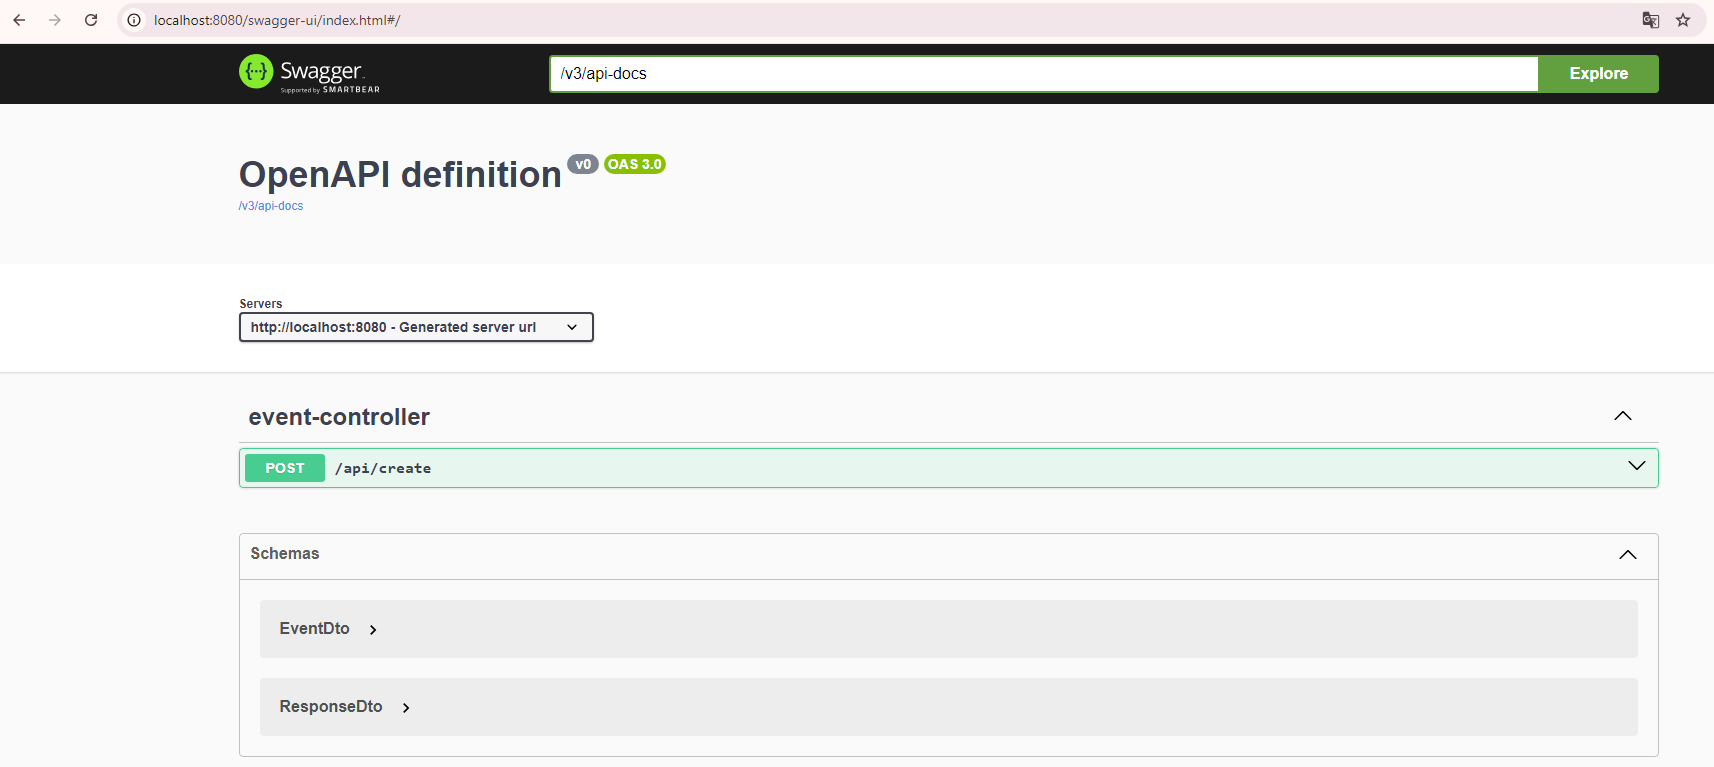 localhost:8080/swagger-ui/index.html#/
{···} Swagger.
Supported by SMARTBEAR
/v3/api-docs
Explore
OpenAPI definition v0 OAS 3.0
/v3/api-docs
Servers
http://localhost:8080 - Generated server url
event-controller
POST /api/create
Schemas
EventDto
ResponseDto